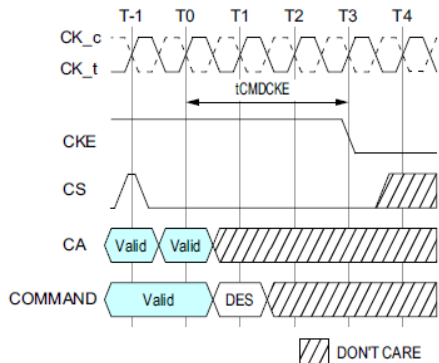 T-1 T0 T1 T2 T3 T4
CK_c
CK_t
tCMDCKE
CKE
CS
CA Valid Valid
COMMAND Valid DES
DON'T CARE